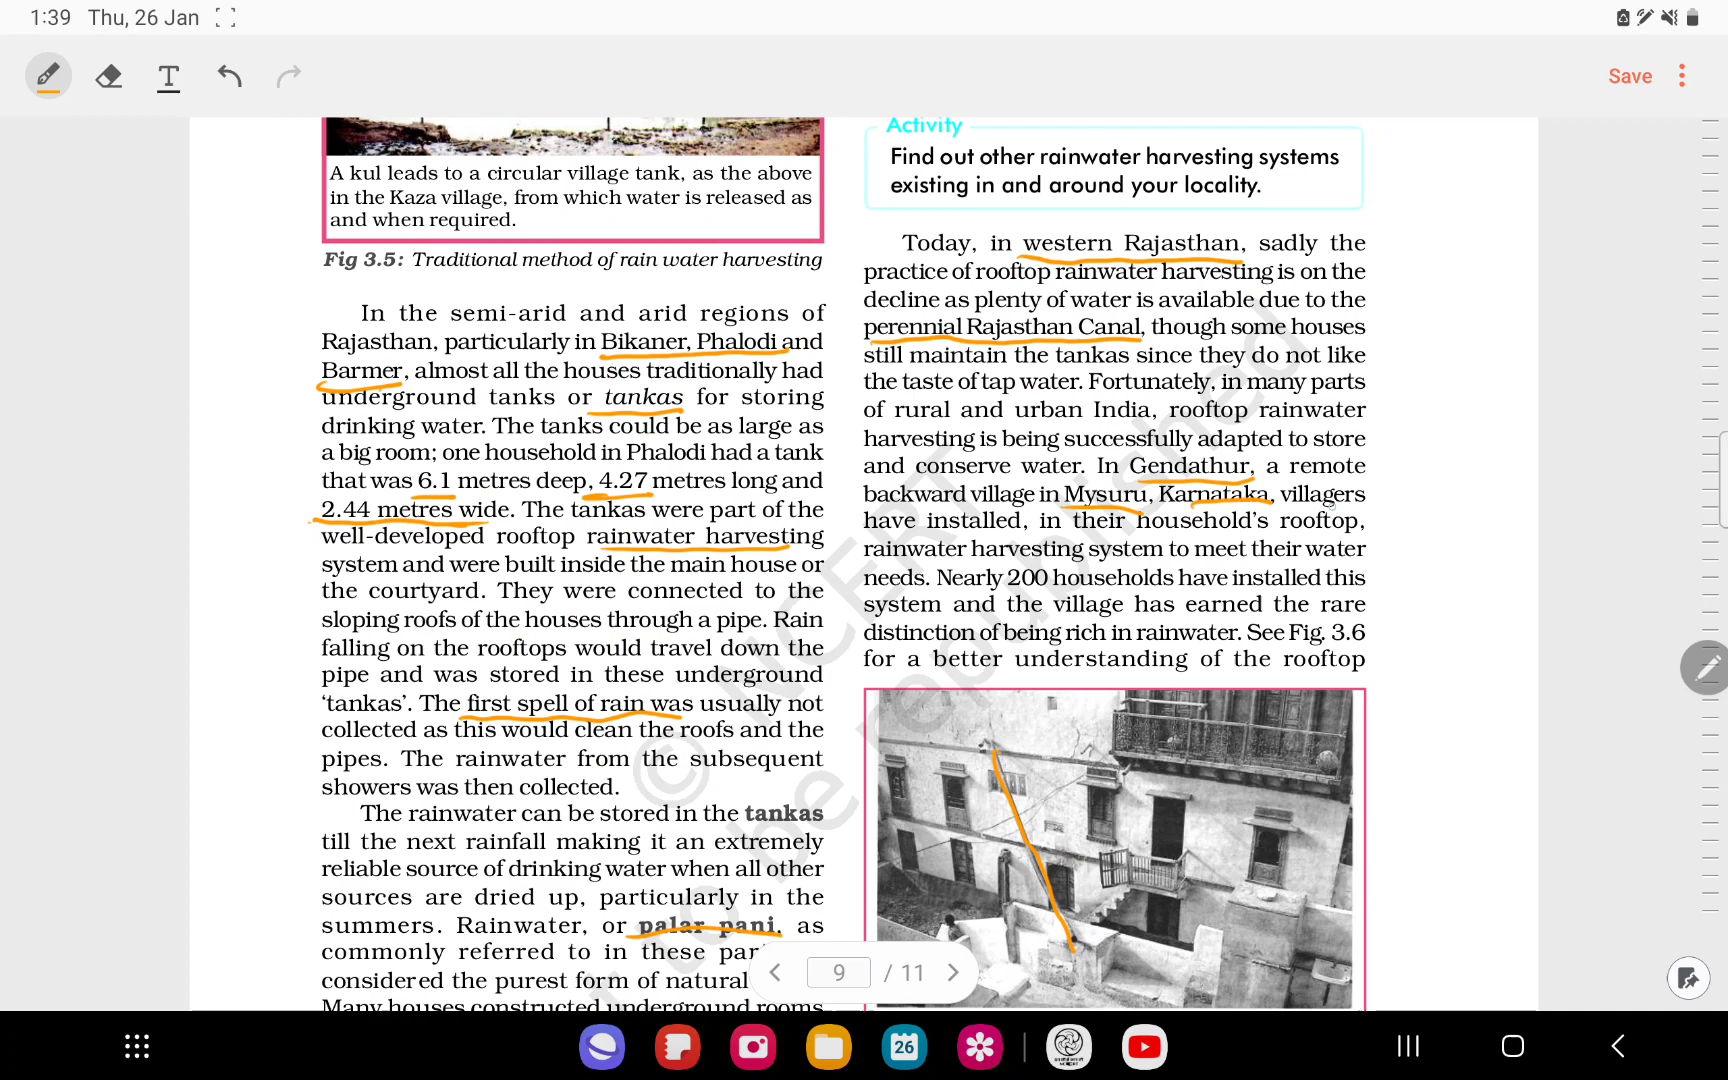 1:39 Thu, 26 Jan
Save
A kul leads to a circular village tank, as the above
in the Kaza village, from which water is released as
and when required.
Fig 3.5: Traditional method of rain water harvesting
In the semi-arid and arid regions of
Rajasthan, particularly in Bikaner, Phalodi and
Barmer, almost all the houses traditionally had
underground tanks or tankas for storing
drinking water. The tanks could be as large as
a big room; one household in Phalodi had a tank
that was 6.1 metres deep, 4.27 metres long and
2.44 metres wide. The tankas were part of the
well-developed rooftop rainwater harvesting
system and were built inside the main house or
the courtyard. They were connected to the
sloping roofs of the houses through a pipe. Rain
falling on the rooftops would travel down the
pipe and was stored in these underground
‘tankas’. The first spell of rain was usually not
collected as this would clean the roofs and the
pipes. The rainwater from the subsequent
showers was then collected.
The rainwater can be stored in the tankas
till the next rainfall making it an extremely
reliable source of drinking water when all other
sources are dried up, particularly in the
summers. Rainwater, or palar pani, as
commonly referred to in these par
considered the purest form of natural
Many houses constructed underground rooms
Activity
Find out other rainwater harvesting systems
existing in and around your locality.
Today, in western Rajasthan, sadly the
practice of rooftop rainwater harvesting is on the
decline as plenty of water is available due to the
perennial Rajasthan Canal, though some houses
still maintain the tankas since they do not like
the taste of tap water. Fortunately, in many parts
of rural and urban India, rooftop rainwater
harvesting is being successfully adapted to store
and conserve water. In Gendathur, a remote
backward village in Mysuru, Karnataka, villagers
have installed, in their household’s rooftop,
rainwater harvesting system to meet their water
needs. Nearly 200 households have installed this
system and the village has earned the rare
distinction of being rich in rainwater. See Fig. 3.6
for a better understanding of the rooftop
© NCERT
be republished
9 / 11
26